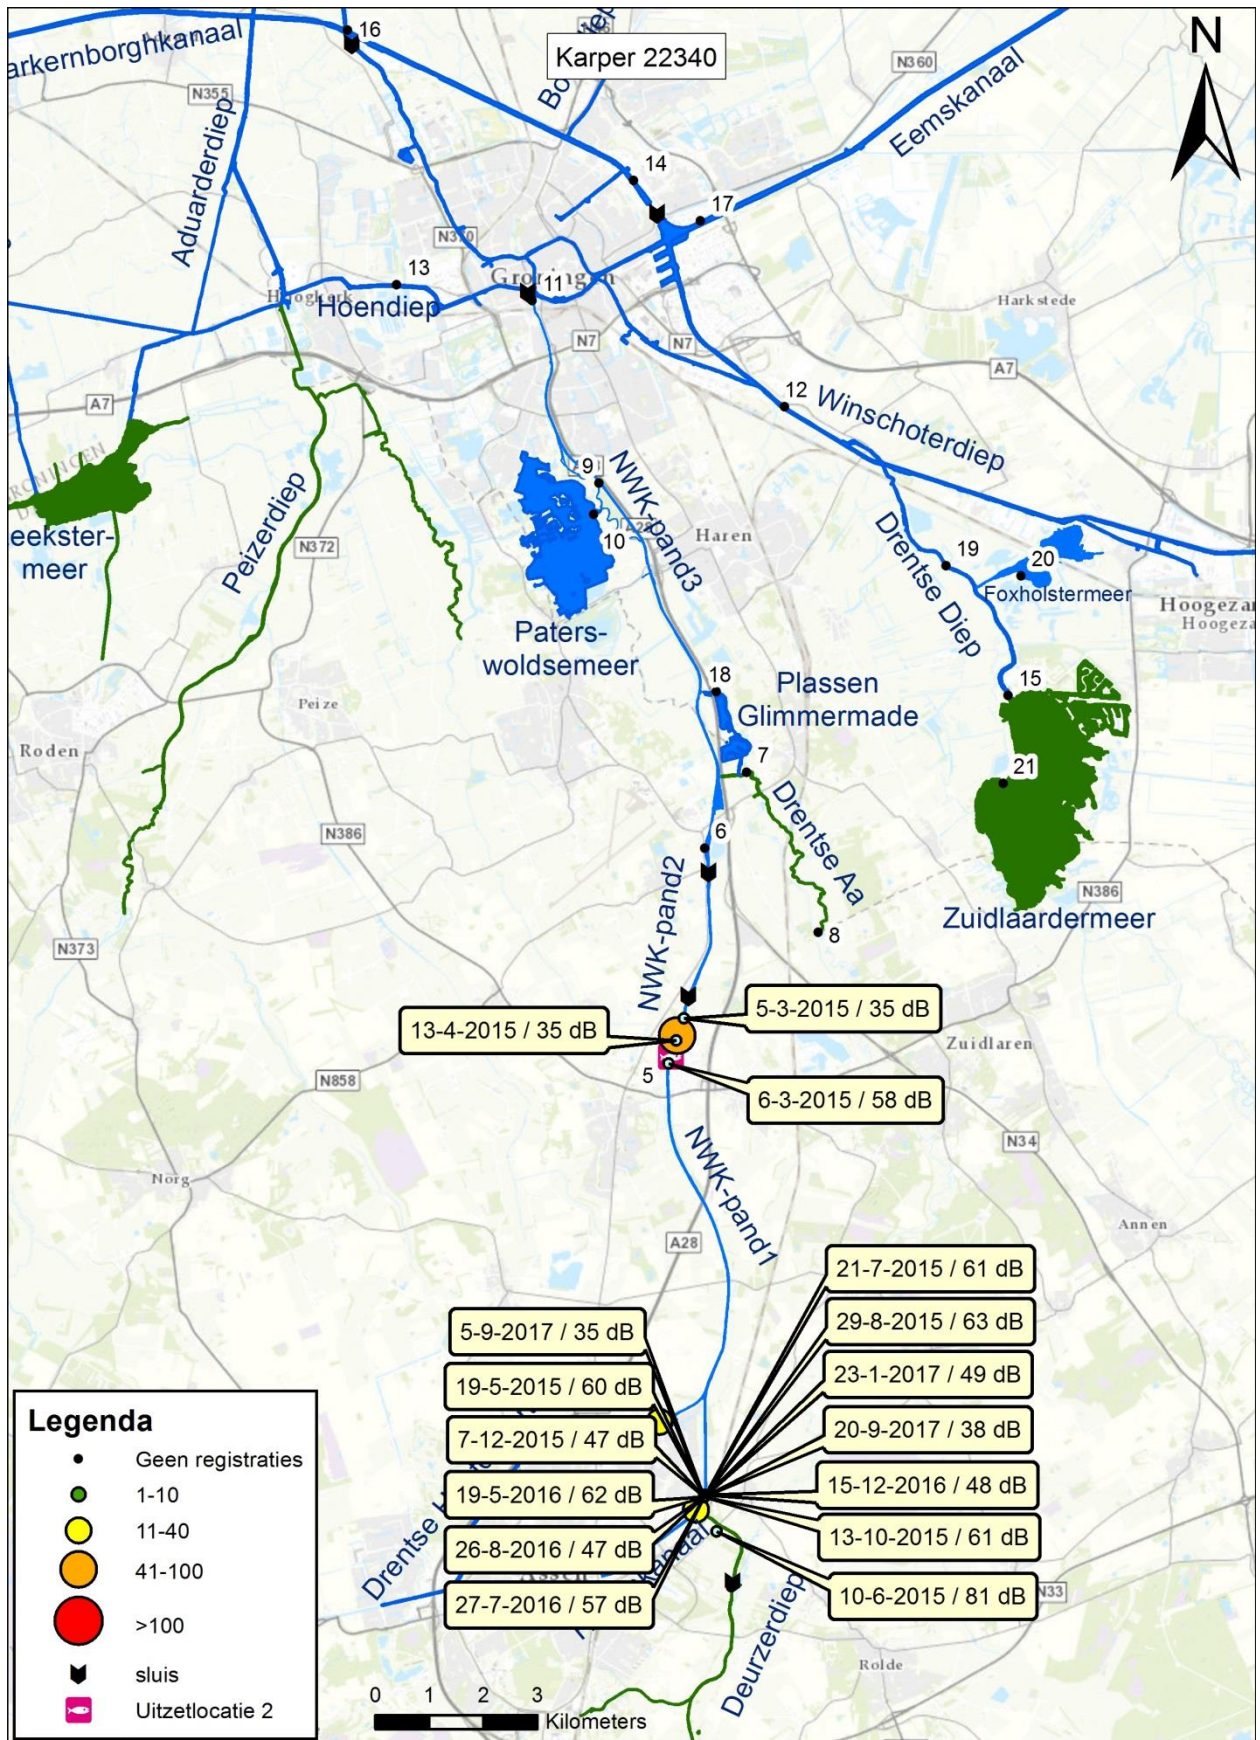 16
Karper 22340
N
arkernborghkanaal
N360
N355
Eemskanaal
Aduarderdiep
14
17
N370
13
Groningen
11
Hoogkerk
Hoendiep
Harkstede
N7
N7
A7
A7
12
Winschoterdiep
9
NWK-pand3
10
A28
Haren
eekster-
meer
Peizerdiep
N372
Drentse Diep
19
20
Foxholstermeer
Hoogezan
Hoogeza
Paters-
woldsemeer
18
Plassen
Glimmermade
15
Peize
Roden
7
21
Drentse Aa
N386
6
NWK-pand2
N386
Zuidlaardermeer
8
N373
5-3-2015 / 35 dB
13-4-2015 / 35 dB
Zuidlaren
5
N858
6-3-2015 / 58 dB
N34
NWK-pand1
Norg
Annen
A28
21-7-2015 / 61 dB
5-9-2017 / 35 dB
29-8-2015 / 63 dB
19-5-2015 / 60 dB
23-1-2017 / 49 dB
7-12-2015 / 47 dB
20-9-2017 / 38 dB
19-5-2016 / 62 dB
15-12-2016 / 48 dB
26-8-2016 / 47 dB
13-10-2015 / 61 dB
27-7-2016 / 57 dB
10-6-2015 / 81 dB
Drentse
kanaal
Assen
N33
Deurzerdiep
Rolde
Legenda
Geen registraties
1-10
11-40
41-100
>100
sluis
Uitzetlocatie 2
0 1 2 3
Kilometers